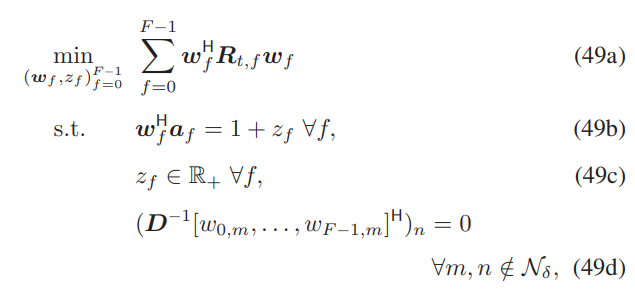 min_{(𝒘_f, z_f)_{f=0}^{F−1}} ∑_{f=0}^{F−1} 𝒘_f^H 𝑹_{t,f} 𝒘_f (49a)
s.t. 𝒘_f^H 𝒂_f = 1 + z_f ∀f, (49b)
z_f ∈ ℝ_+ ∀f, (49c)
(𝑫^{−1}[w_{0,m}, . . . , w_{F−1,m}]^H)_n = 0
∀m, n ∉ 𝒩_δ, (49d)